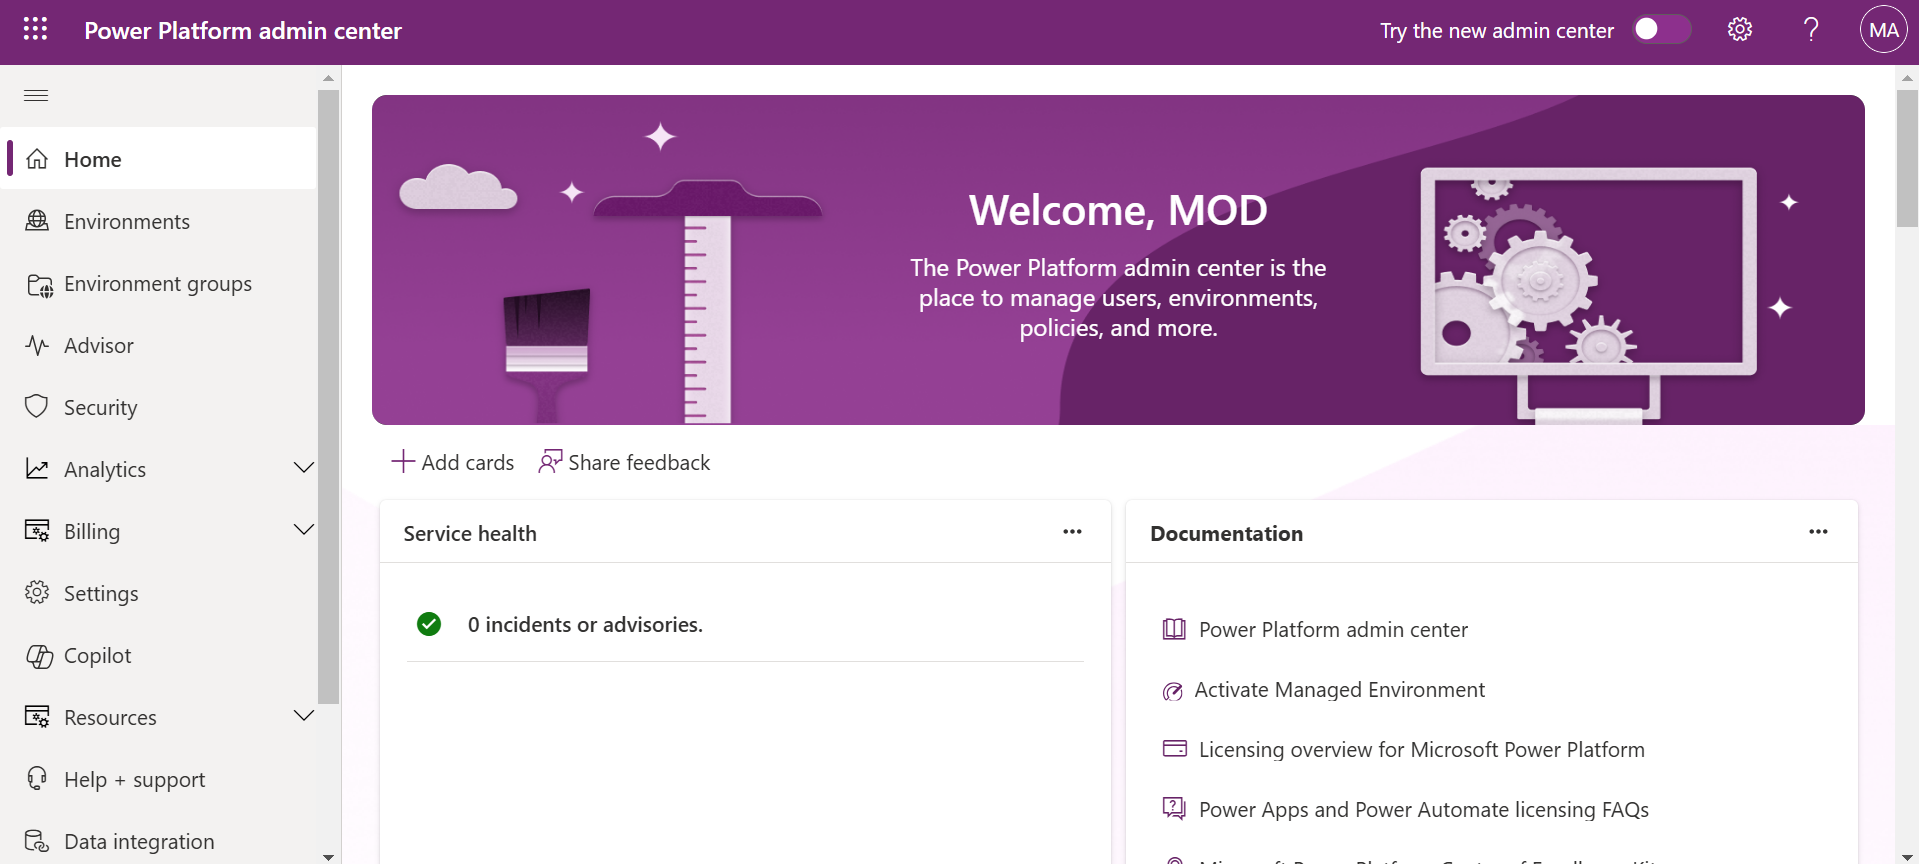 Power Platform admin center
Try the new admin center
MA
Home
Environments
Environment groups
Advisor
Security
Analytics
Billing
Settings
Copilot
Resources
Help + support
Data integration
Welcome, MOD
The Power Platform admin center is the
place to manage users, environments,
policies, and more.
Add cards
Share feedback
Service health
0 incidents or advisories.
Documentation
Power Platform admin center
Activate Managed Environment
Licensing overview for Microsoft Power Platform
Power Apps and Power Automate licensing FAQs